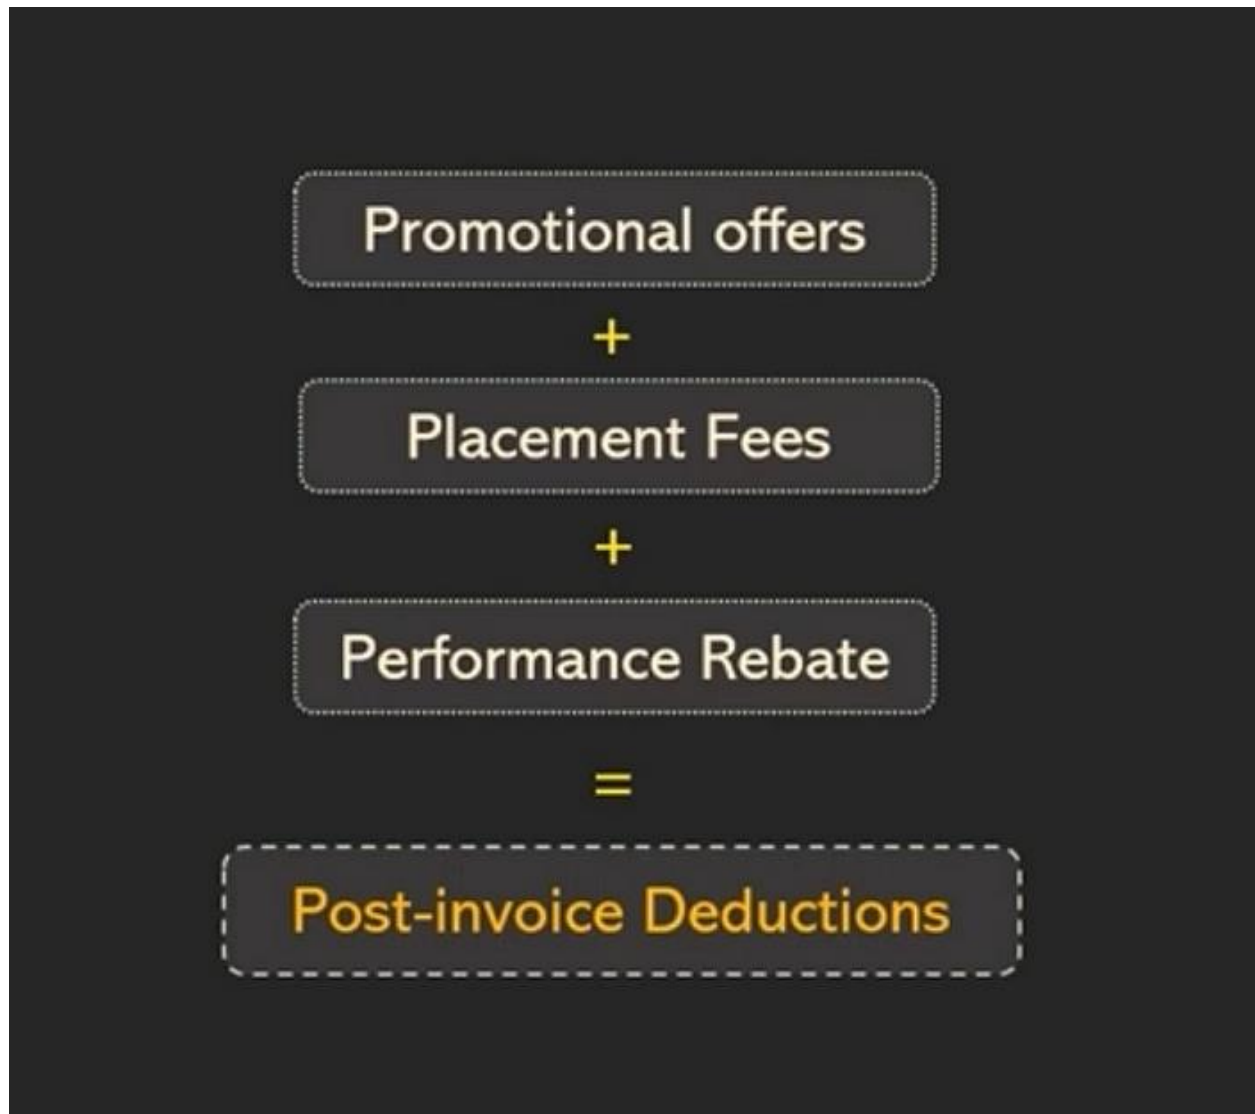 Promotional offers
+
Placement Fees
+
Performance Rebate
=
Post-invoice Deductions